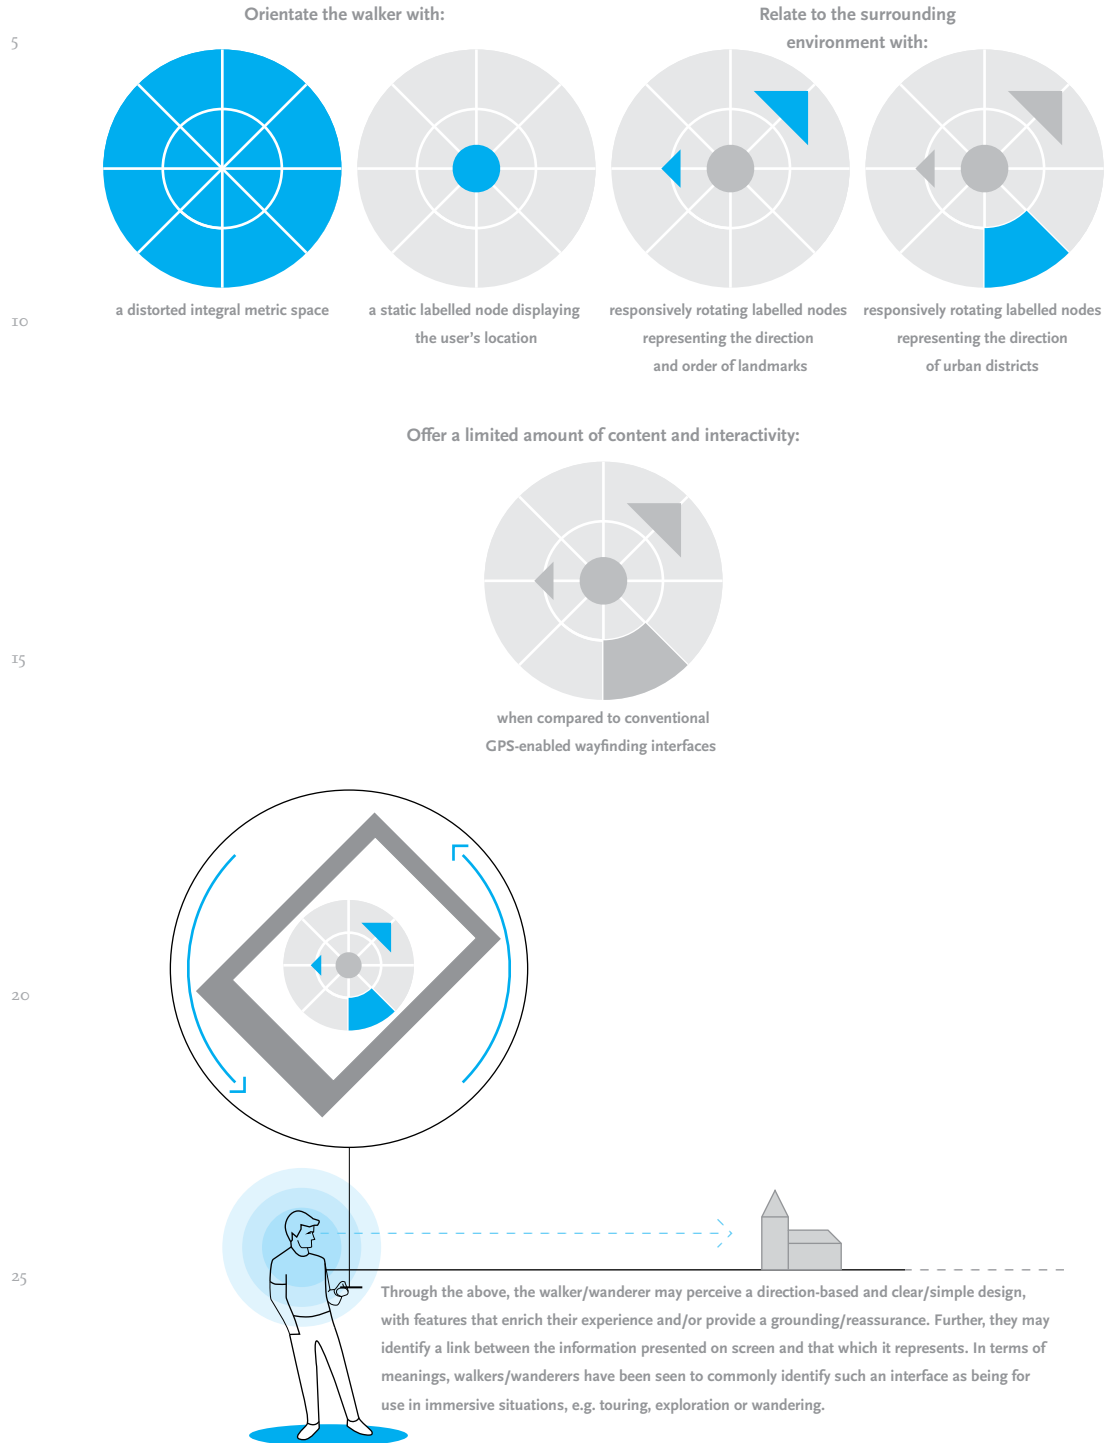 Orientate the walker with:
Relate to the surrounding
environment with:
5
a distorted integral metric space
a static labelled node displaying
the user's location
responsively rotating labelled nodes
representing the direction
and order of landmarks
responsively rotating labelled nodes
representing the direction
of urban districts
10
Offer a limited amount of content and interactivity:
15
when compared to conventional
GPS-enabled wayfinding interfaces
20
25
Through the above, the walker/wanderer may perceive a direction-based and clear/simple design,
with features that enrich their experience and/or provide a grounding/reassurance. Further, they may
identify a link between the information presented on screen and that which it represents. In terms of
meanings, walkers/wanderers have been seen to commonly identify such an interface as being for
use in immersive situations, e.g. touring, exploration or wandering.